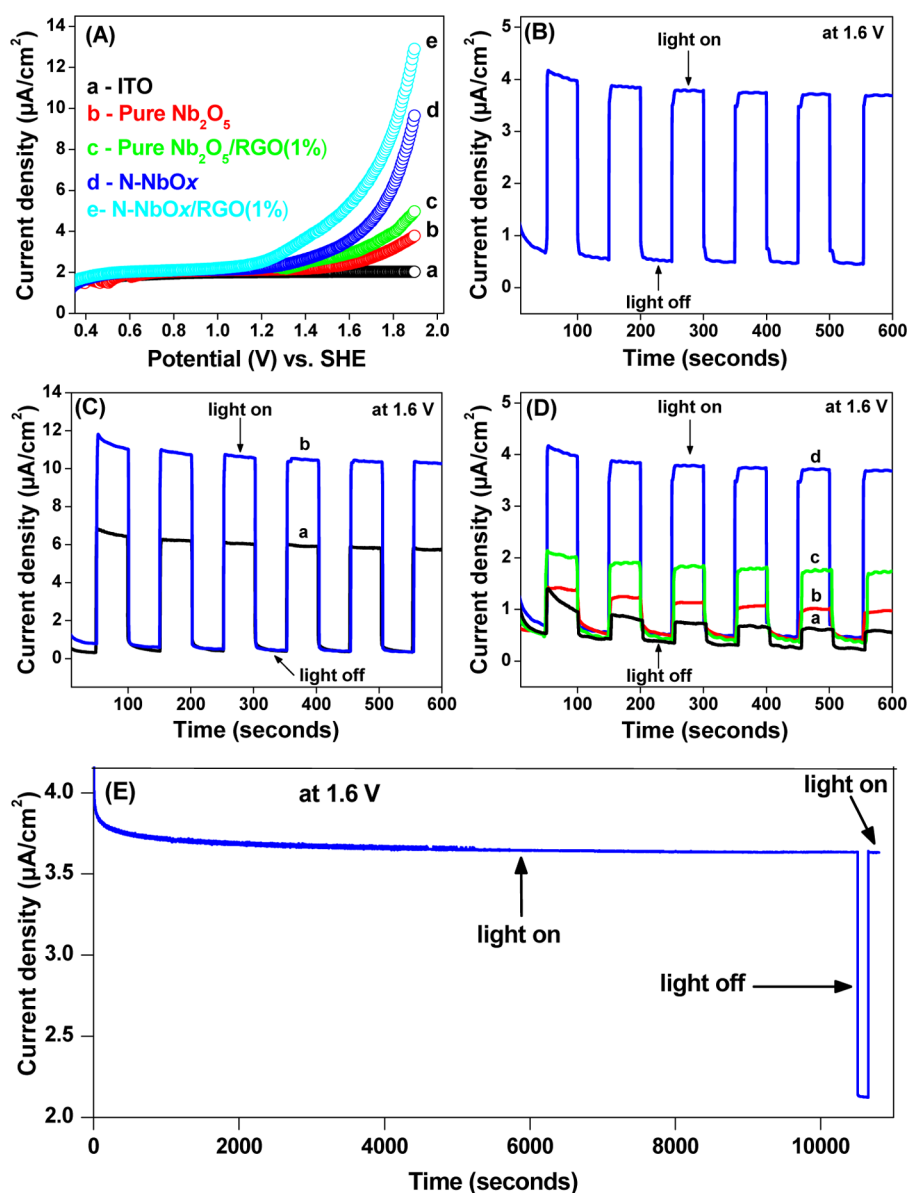 (A)
a - ITO
b - Pure Nb2O5
c - Pure Nb2O5/RGO(1%)
d - N-NbOx
e- N-NbOx/RGO(1%)
e
d
c
b
a
14
12
10
8
6
4
2
0
0.4 0.6 0.8 1.0 1.2 1.4 1.6 1.8 2.0
Current density (µA/cm2)
Potential (V) vs. SHE
(B)
at 1.6 V
light on
light off
5
4
3
2
1
0
100 200 300 400 500 600
Current density (µA/cm2)
Time (seconds)
(C)
at 1.6 V
light on
b
a
light off
14
12
10
8
6
4
2
0
100 200 300 400 500 600
Current density (µA/cm2)
Time (seconds)
(D)
at 1.6 V
light on
d
c
b
a
light off
5
4
3
2
1
0
100 200 300 400 500 600
Current density (µA/cm2)
Time (seconds)
(E)
at 1.6 V
light on
light on
light off
4.0
3.5
3.0
2.5
2.0
0 2000 4000 6000 8000 10000
Current density (µA/cm2)
Time (seconds)